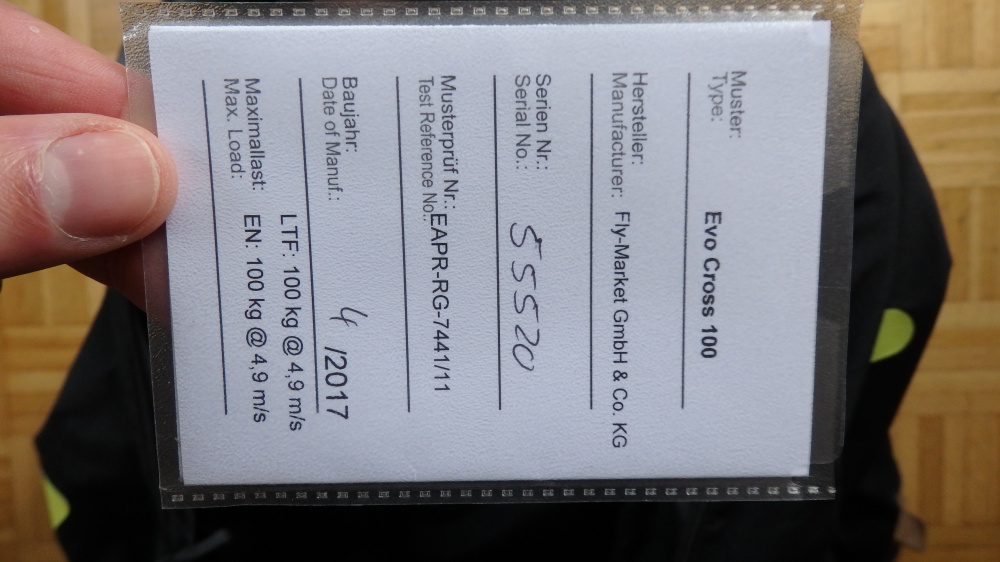 Muster:
Type: Evo Cross 100
Hersteller:
Manufacturer: Fly-Market GmbH & Co. KG
Serien Nr.:
Serial No.: 55520
Musterprüf Nr.:
Test Reference No.: EAPR-RG-7441/11
Baujahr:
Date of Manuf.: 4 /2017
LTF: 100 kg @ 4,9 m/s
Maximallast: EN: 100 kg @ 4,9 m/s
Max. Load: